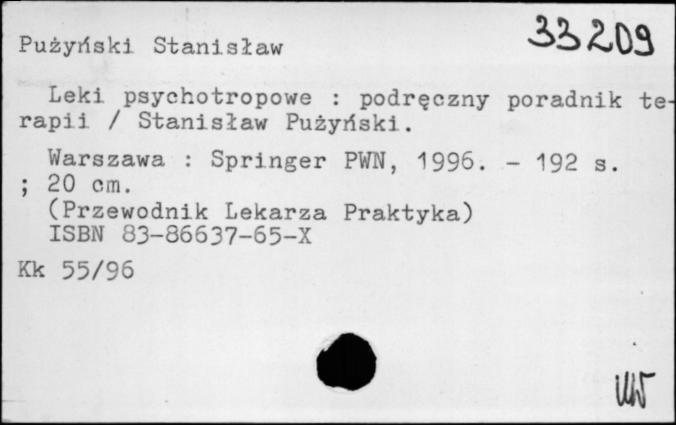 33209
Pużyński Stanisław
Leki psychotropowe : podręczny poradnik te-
rapii / Stanisław Pużyński.
Warszawa : Springer PWN, 1996. - 192 s.
; 20 cm.
(Przewodnik Lekarza Praktyka)
ISBN 83-86637-65-X
Kk 55/96